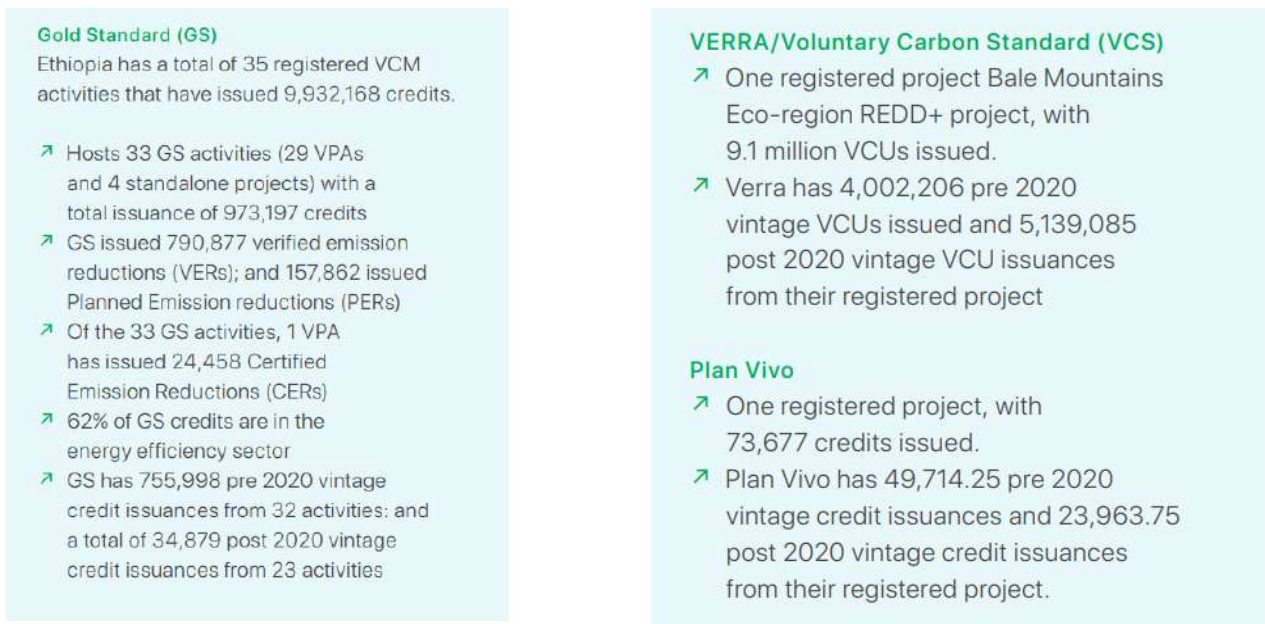 Gold Standard (GS)
Ethiopia has a total of 35 registered VCM
activities that have issued 9,932,168 credits.
↗ Hosts 33 GS activities (29 VPAs
and 4 standalone projects) with a
total issuance of 973,197 credits
↗ GS issued 790,877 verified emission
reductions (VERs); and 157,862 issued
Planned Emission reductions (PERs)
↗ Of the 33 GS activities, 1 VPA
has issued 24,458 Certified
Emission Reductions (CERs)
↗ 62% of GS credits are in the
energy efficiency sector
↗ GS has 755,998 pre 2020 vintage
credit issuances from 32 activities: and
a total of 34,879 post 2020 vintage
credit issuances from 23 activities
VERRA/Voluntary Carbon Standard (VCS)
↗ One registered project Bale Mountains
Eco-region REDD+ project, with
9.1 million VCUs issued.
↗ Verra has 4,002,206 pre 2020
vintage VCUs issued and 5,139,085
post 2020 vintage VCU issuances
from their registered project
Plan Vivo
↗ One registered project, with
73,677 credits issued.
↗ Plan Vivo has 49,714.25 pre 2020
vintage credit issuances and 23,963.75
post 2020 vintage credit issuances
from their registered project.